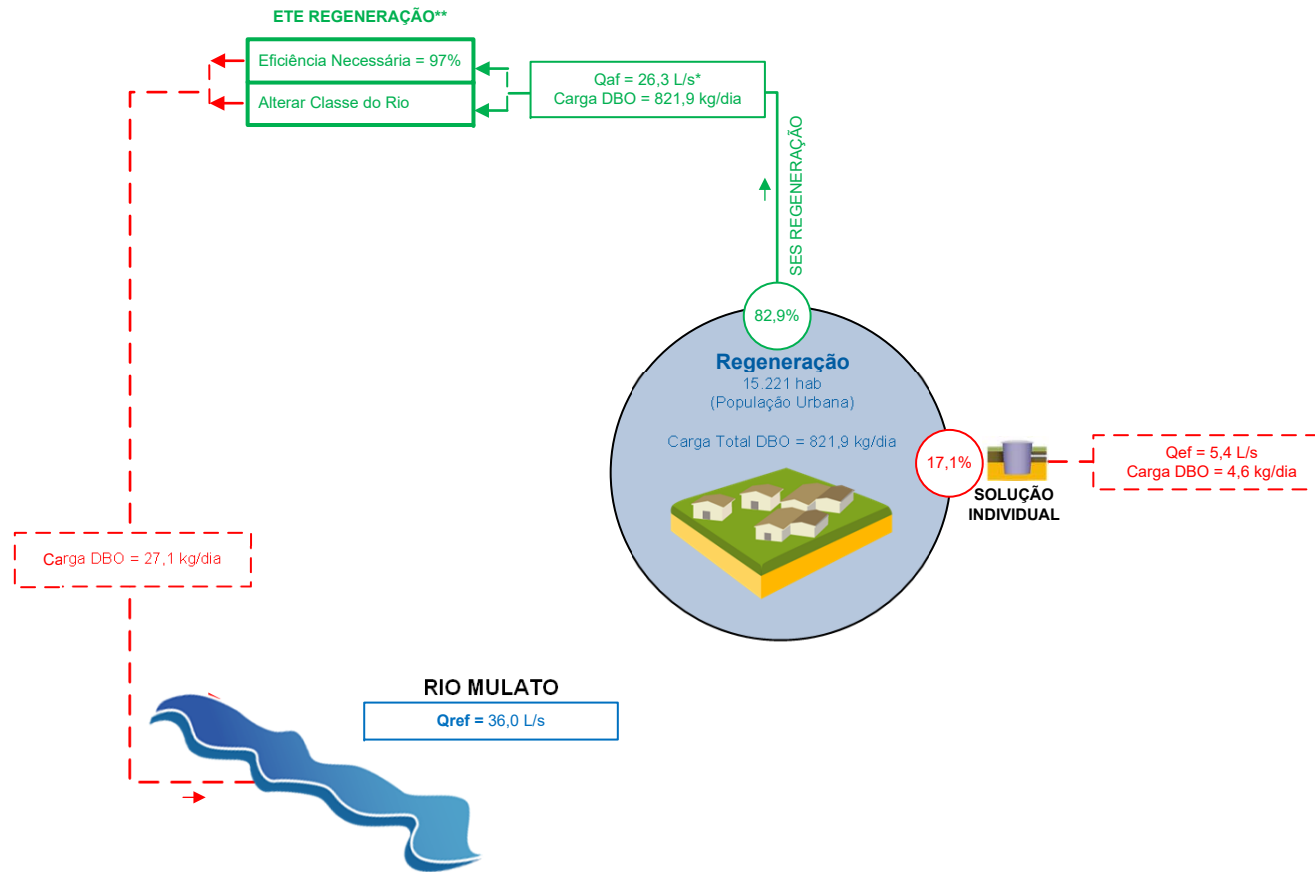 ETE REGENERAÇÃO**
Eficiência Necessária = 97%
Alterar Classe do Rio
Qaf = 26,3 L/s*
Carga DBO = 821,9 kg/dia
SES REGENERAÇÃO
82,9%
Regeneração
15.221 hab
(População Urbana)
Carga Total DBO = 821,9 kg/dia
17,1%
SOLUÇÃO
INDIVIDUAL
Qef = 5,4 L/s
Carga DBO = 4,6 kg/dia
Carga DBO = 27,1 kg/dia
RIO MULATO
Qref = 36,0 L/s